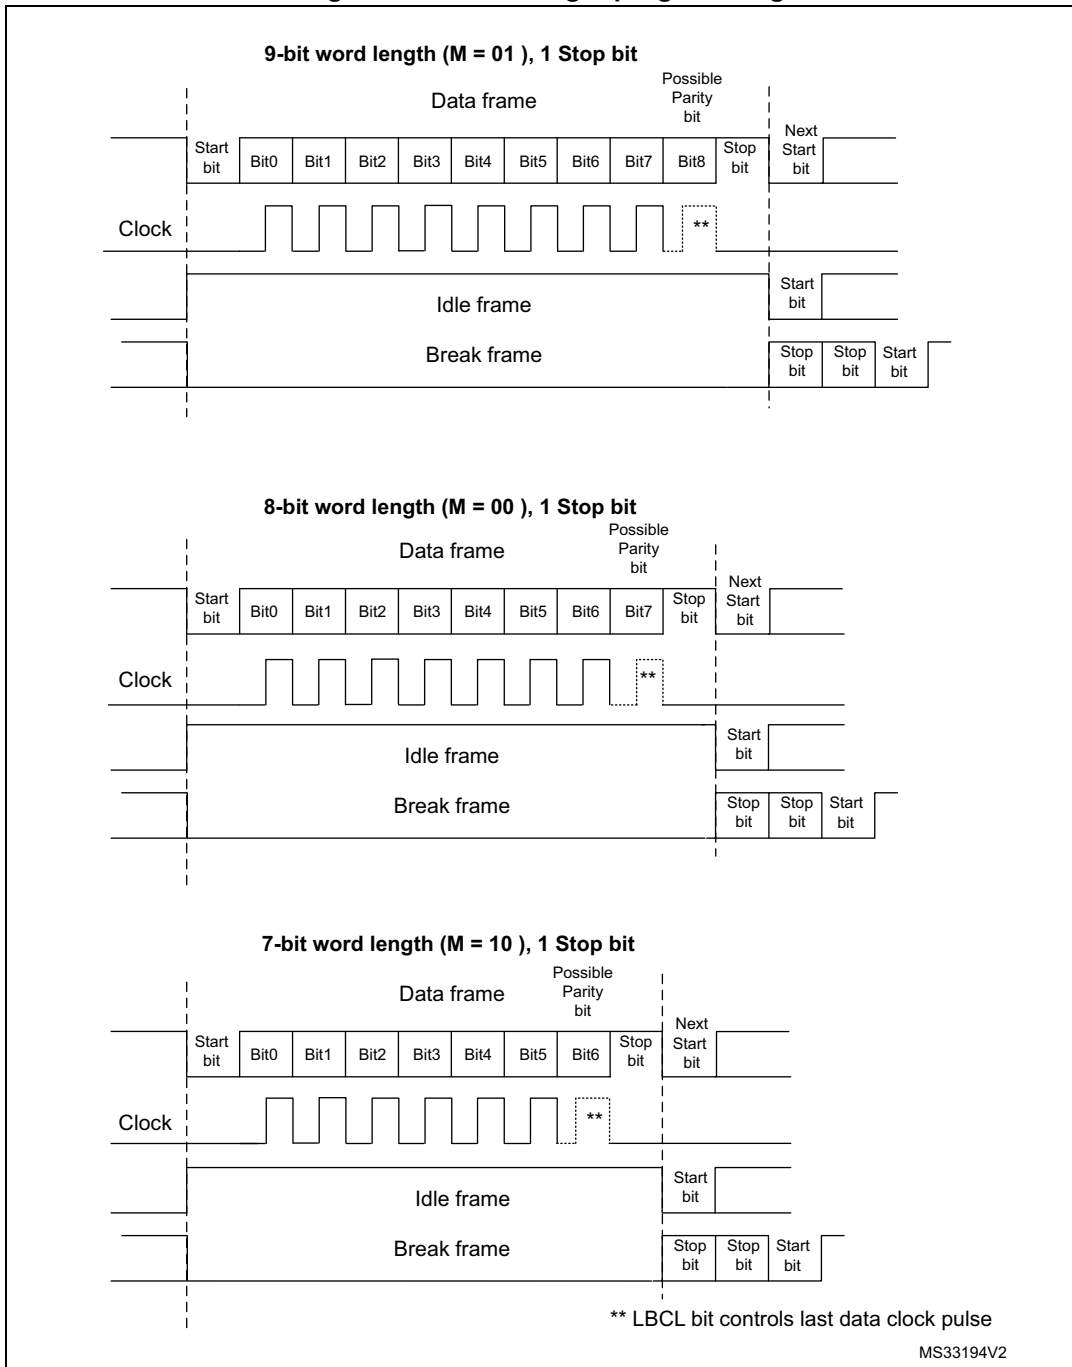 9-bit word length (M = 01 ), 1 Stop bit
Data frame
Possible
Parity
bit
Start
bit
Bit0
Bit1
Bit2
Bit3
Bit4
Bit5
Bit6
Bit7
Bit8
Stop
bit
Next
Start
bit
Clock
**
Idle frame
Start
bit
Break frame
Stop
bit
Stop
bit
Start
bit
8-bit word length (M = 00 ), 1 Stop bit
Data frame
Possible
Parity
bit
Start
bit
Bit0
Bit1
Bit2
Bit3
Bit4
Bit5
Bit6
Bit7
Stop
bit
Next
Start
bit
Clock
**
Idle frame
Start
bit
Break frame
Stop
bit
Stop
bit
Start
bit
7-bit word length (M = 10 ), 1 Stop bit
Data frame
Possible
Parity
bit
Start
bit
Bit0
Bit1
Bit2
Bit3
Bit4
Bit5
Bit6
Stop
bit
Next
Start
bit
Clock
**
Idle frame
Start
bit
Break frame
Stop
bit
Stop
bit
Start
bit
** LBCL bit controls last data clock pulse
MS33194V2